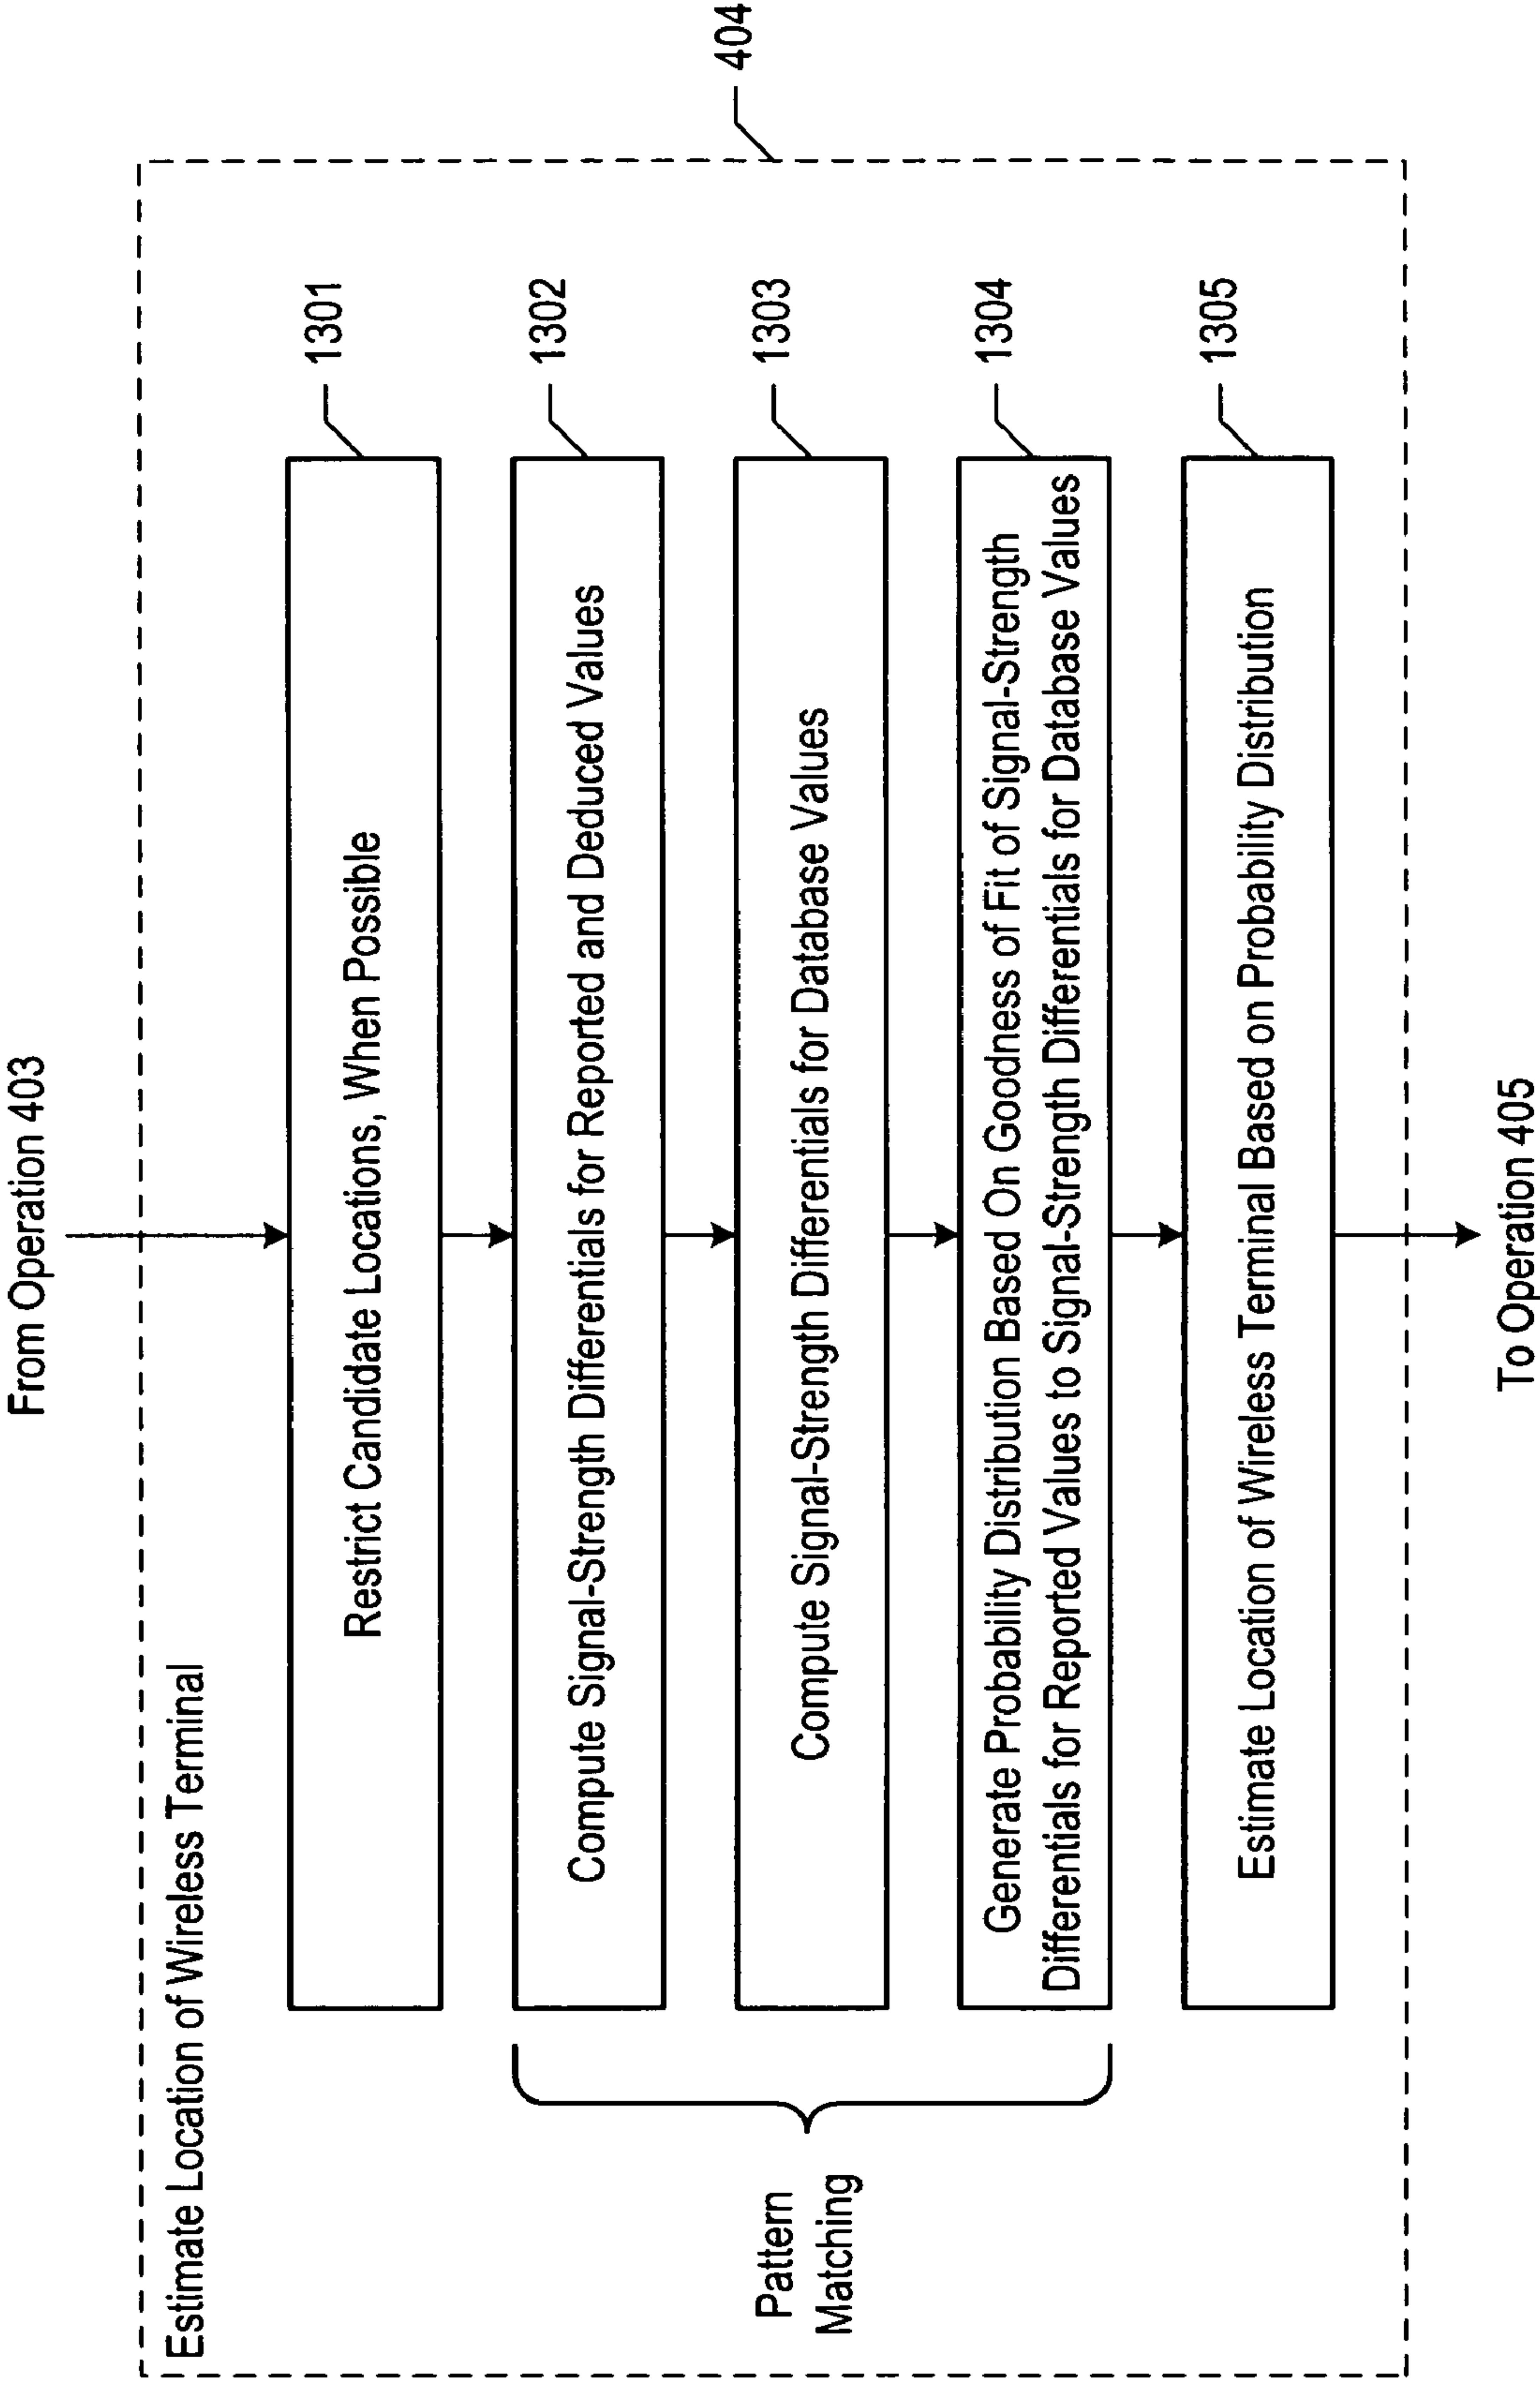 From Operation 403
Estimate Location of Wireless Terminal
404
Restrict Candidate Locations, When Possible
1301
Compute Signal-Strength Differentials for Reported and Deduced Values
1302
Pattern
Matching
Compute Signal-Strength Differentials for Database Values
1303
Generate Probability Distribution Based On Goodness of Fit of Signal-Strength
Differentials for Reported Values to Signal-Strength Differentials for Database Values
1304
Estimate Location of Wireless Terminal Based on Probability Distribution
1305
To Operation 405